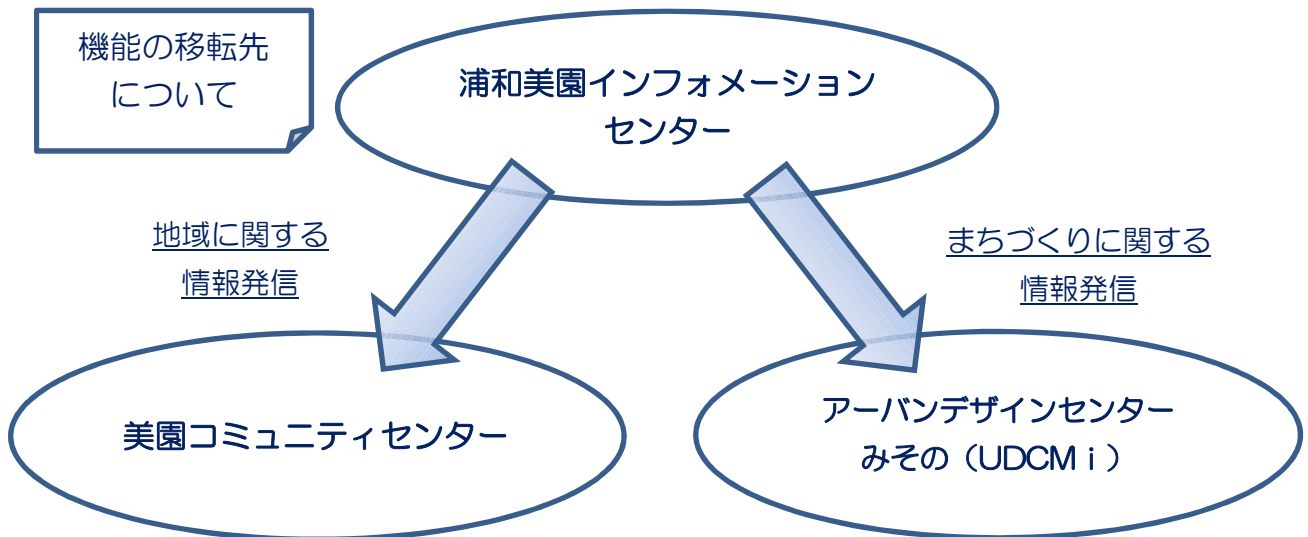 機能の移転先
について
浦和美園インフォメーション
センター
地域に関する
情報発信
まちづくりに関する
情報発信
美園コミュニティセンター
アーバンデザインセンター
みその（UDCMｉ）